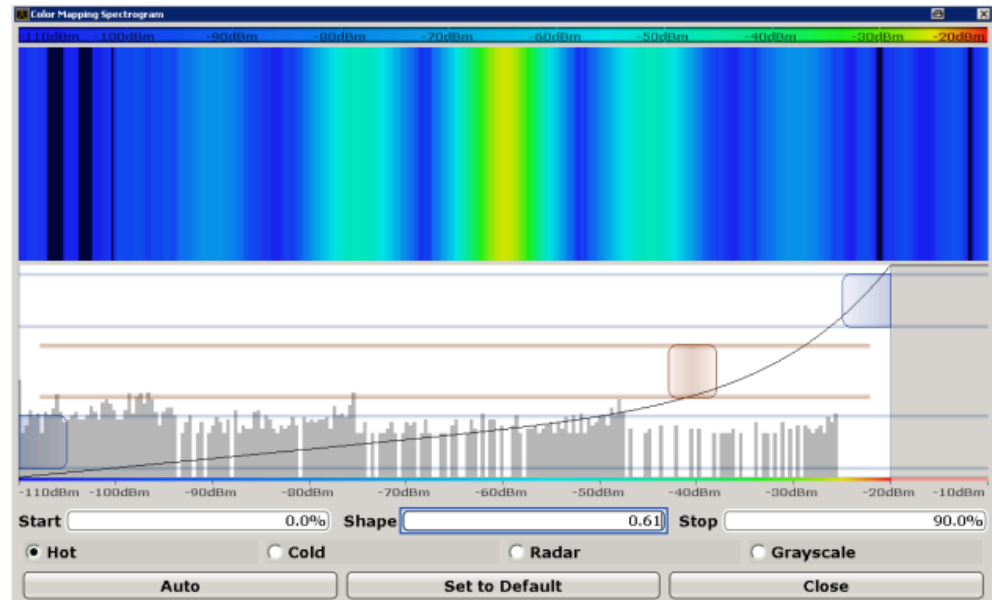 Color Mapping Spectrogram
-110dBm -100dBm -90dBm -80dBm -70dBm -60dBm -50dBm -40dBm -30dBm -20dBm
-110dBm -100dBm -90dBm -80dBm -70dBm -60dBm -50dBm -40dBm -30dBm -20dBm -10dBm
Start 0.0% Shape 0.61 Stop 90.0%
Hot Cold Radar Grayscale
Auto Set to Default Close